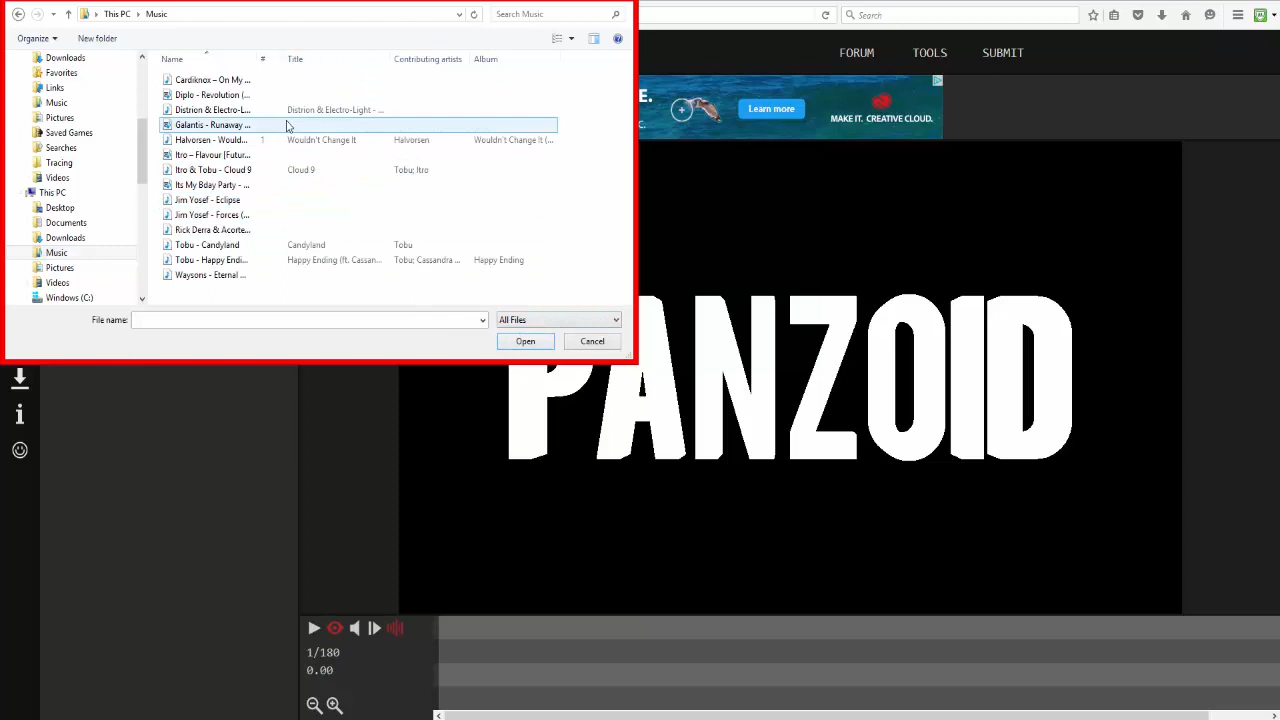 This PC › Music
Search Music
Search
Organize
New folder
FORUM
TOOLS
SUBMIT
Downloads
Favorites
Links
Music
Pictures
Saved Games
Searches
Tracing
Videos
This PC
Desktop
Documents
Downloads
Music
Pictures
Videos
Windows (C:)
Name # Title Contributing artists Album
Cardiknox – On My ...
Diplo - Revolution (...
Distrion & Electro-L... Distrion & Electro-Light - ...
Galantis - Runaway ...
Halvorsen - Would... 1 Wouldn't Change It Halvorsen Wouldn't Change It (...
Itro – Flavour [Futur...
Itro & Tobu - Cloud 9 Cloud 9 Tobu; Itro
Its My Bday Party - ...
Jim Yosef - Eclipse
Jim Yosef - Forces (...
Rick Derra & Acorte...
Tobu - Candyland Candyland Tobu
Tobu - Happy Endi... Happy Ending (ft. Cassan... Tobu; Cassandra ... Happy Ending
Waysons - Eternal ...
File name:
All Files
Open
Cancel
E.
C.
Learn more
MAKE IT. CREATIVE CLOUD.
PANZOID
1/180
0.00